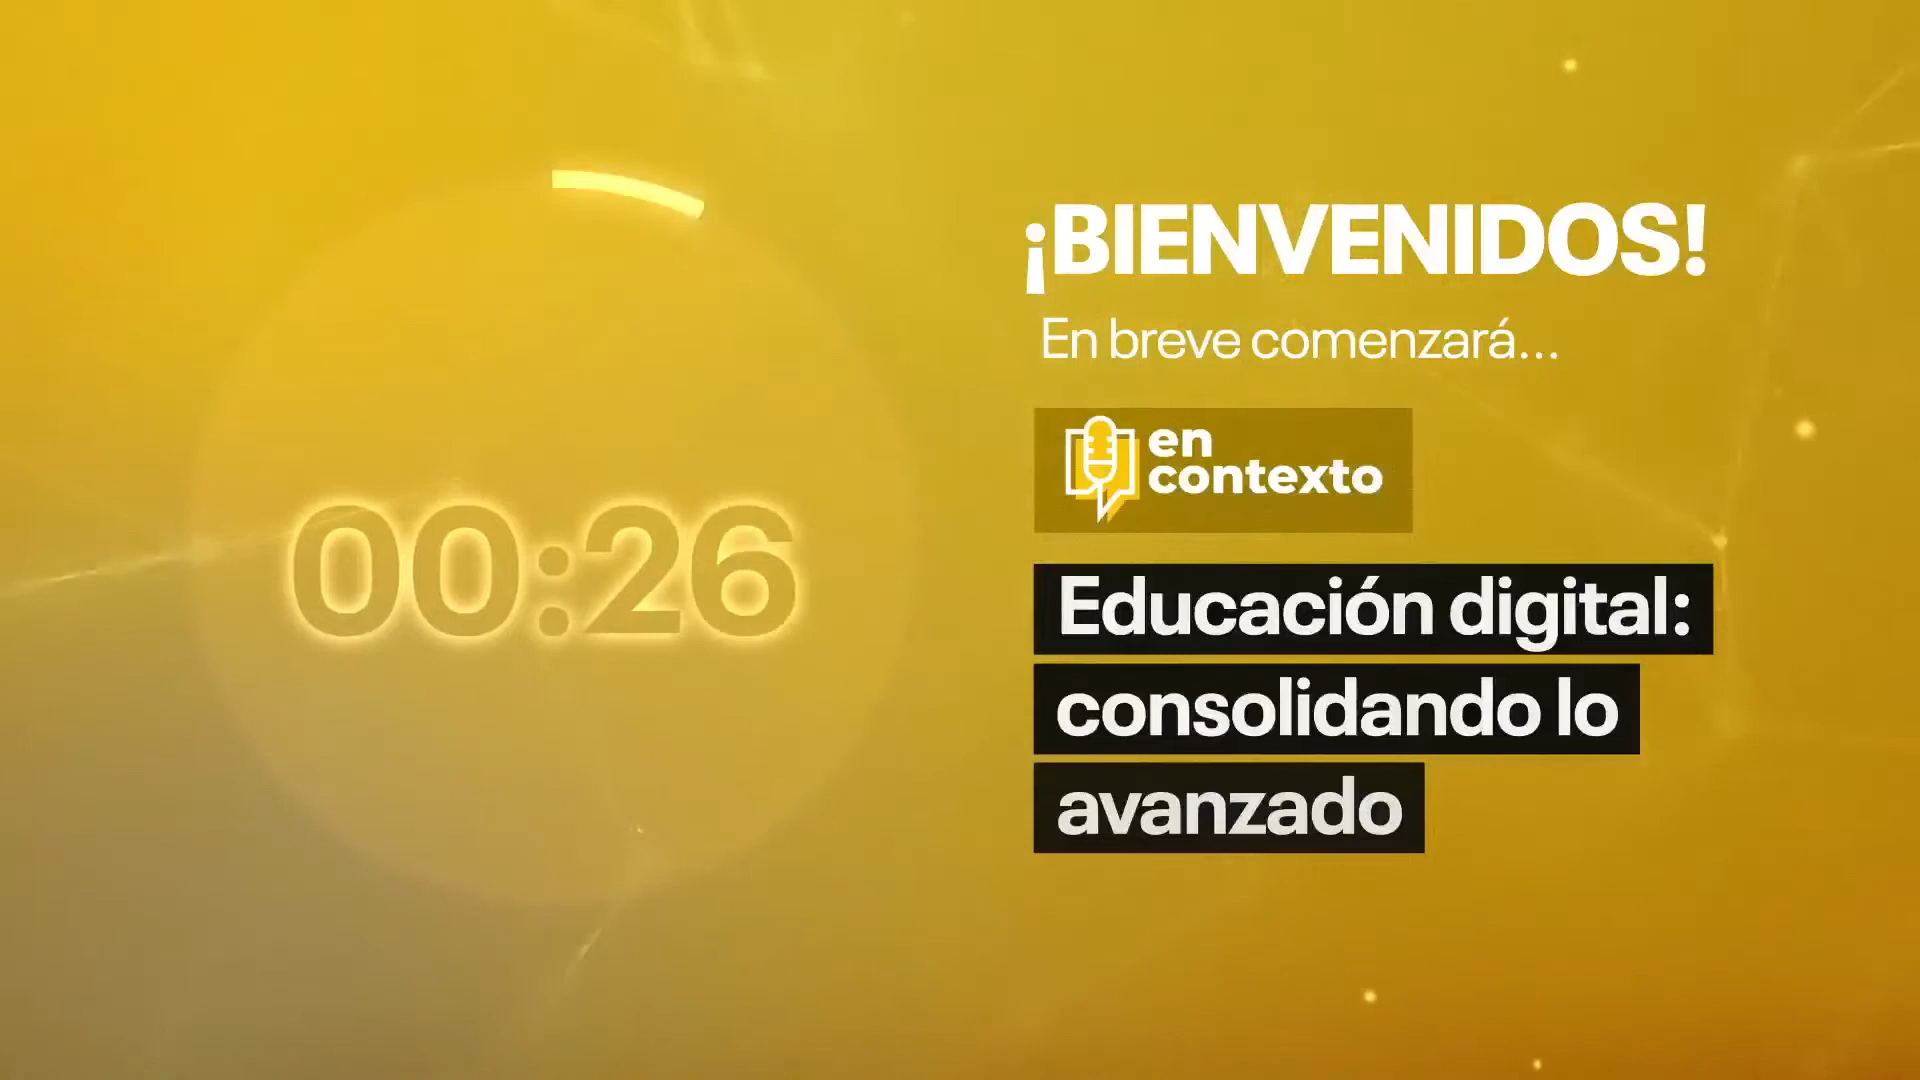 00:26
¡BIENVENIDOS!
En breve comenzará...
en
contexto
Educación digital:
consolidando lo
avanzado